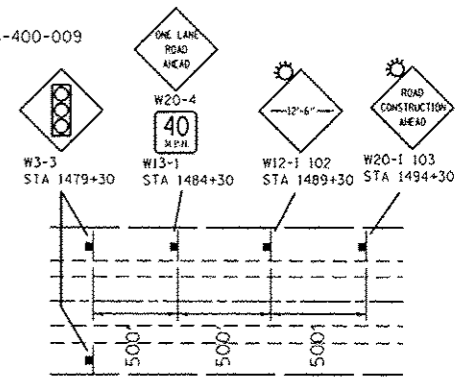 -400-009
ONE LANE
ROAD
AHEAD
W20-4
40
M.P.H.
12'-6"
ROAD
CONSTRUCTION
AHEAD
W3-3
STA 1479+30
W13-1
STA 1484+30
W12-1 102
STA 1489+30
W20-1 103
STA 1494+30
500'
500'
500'